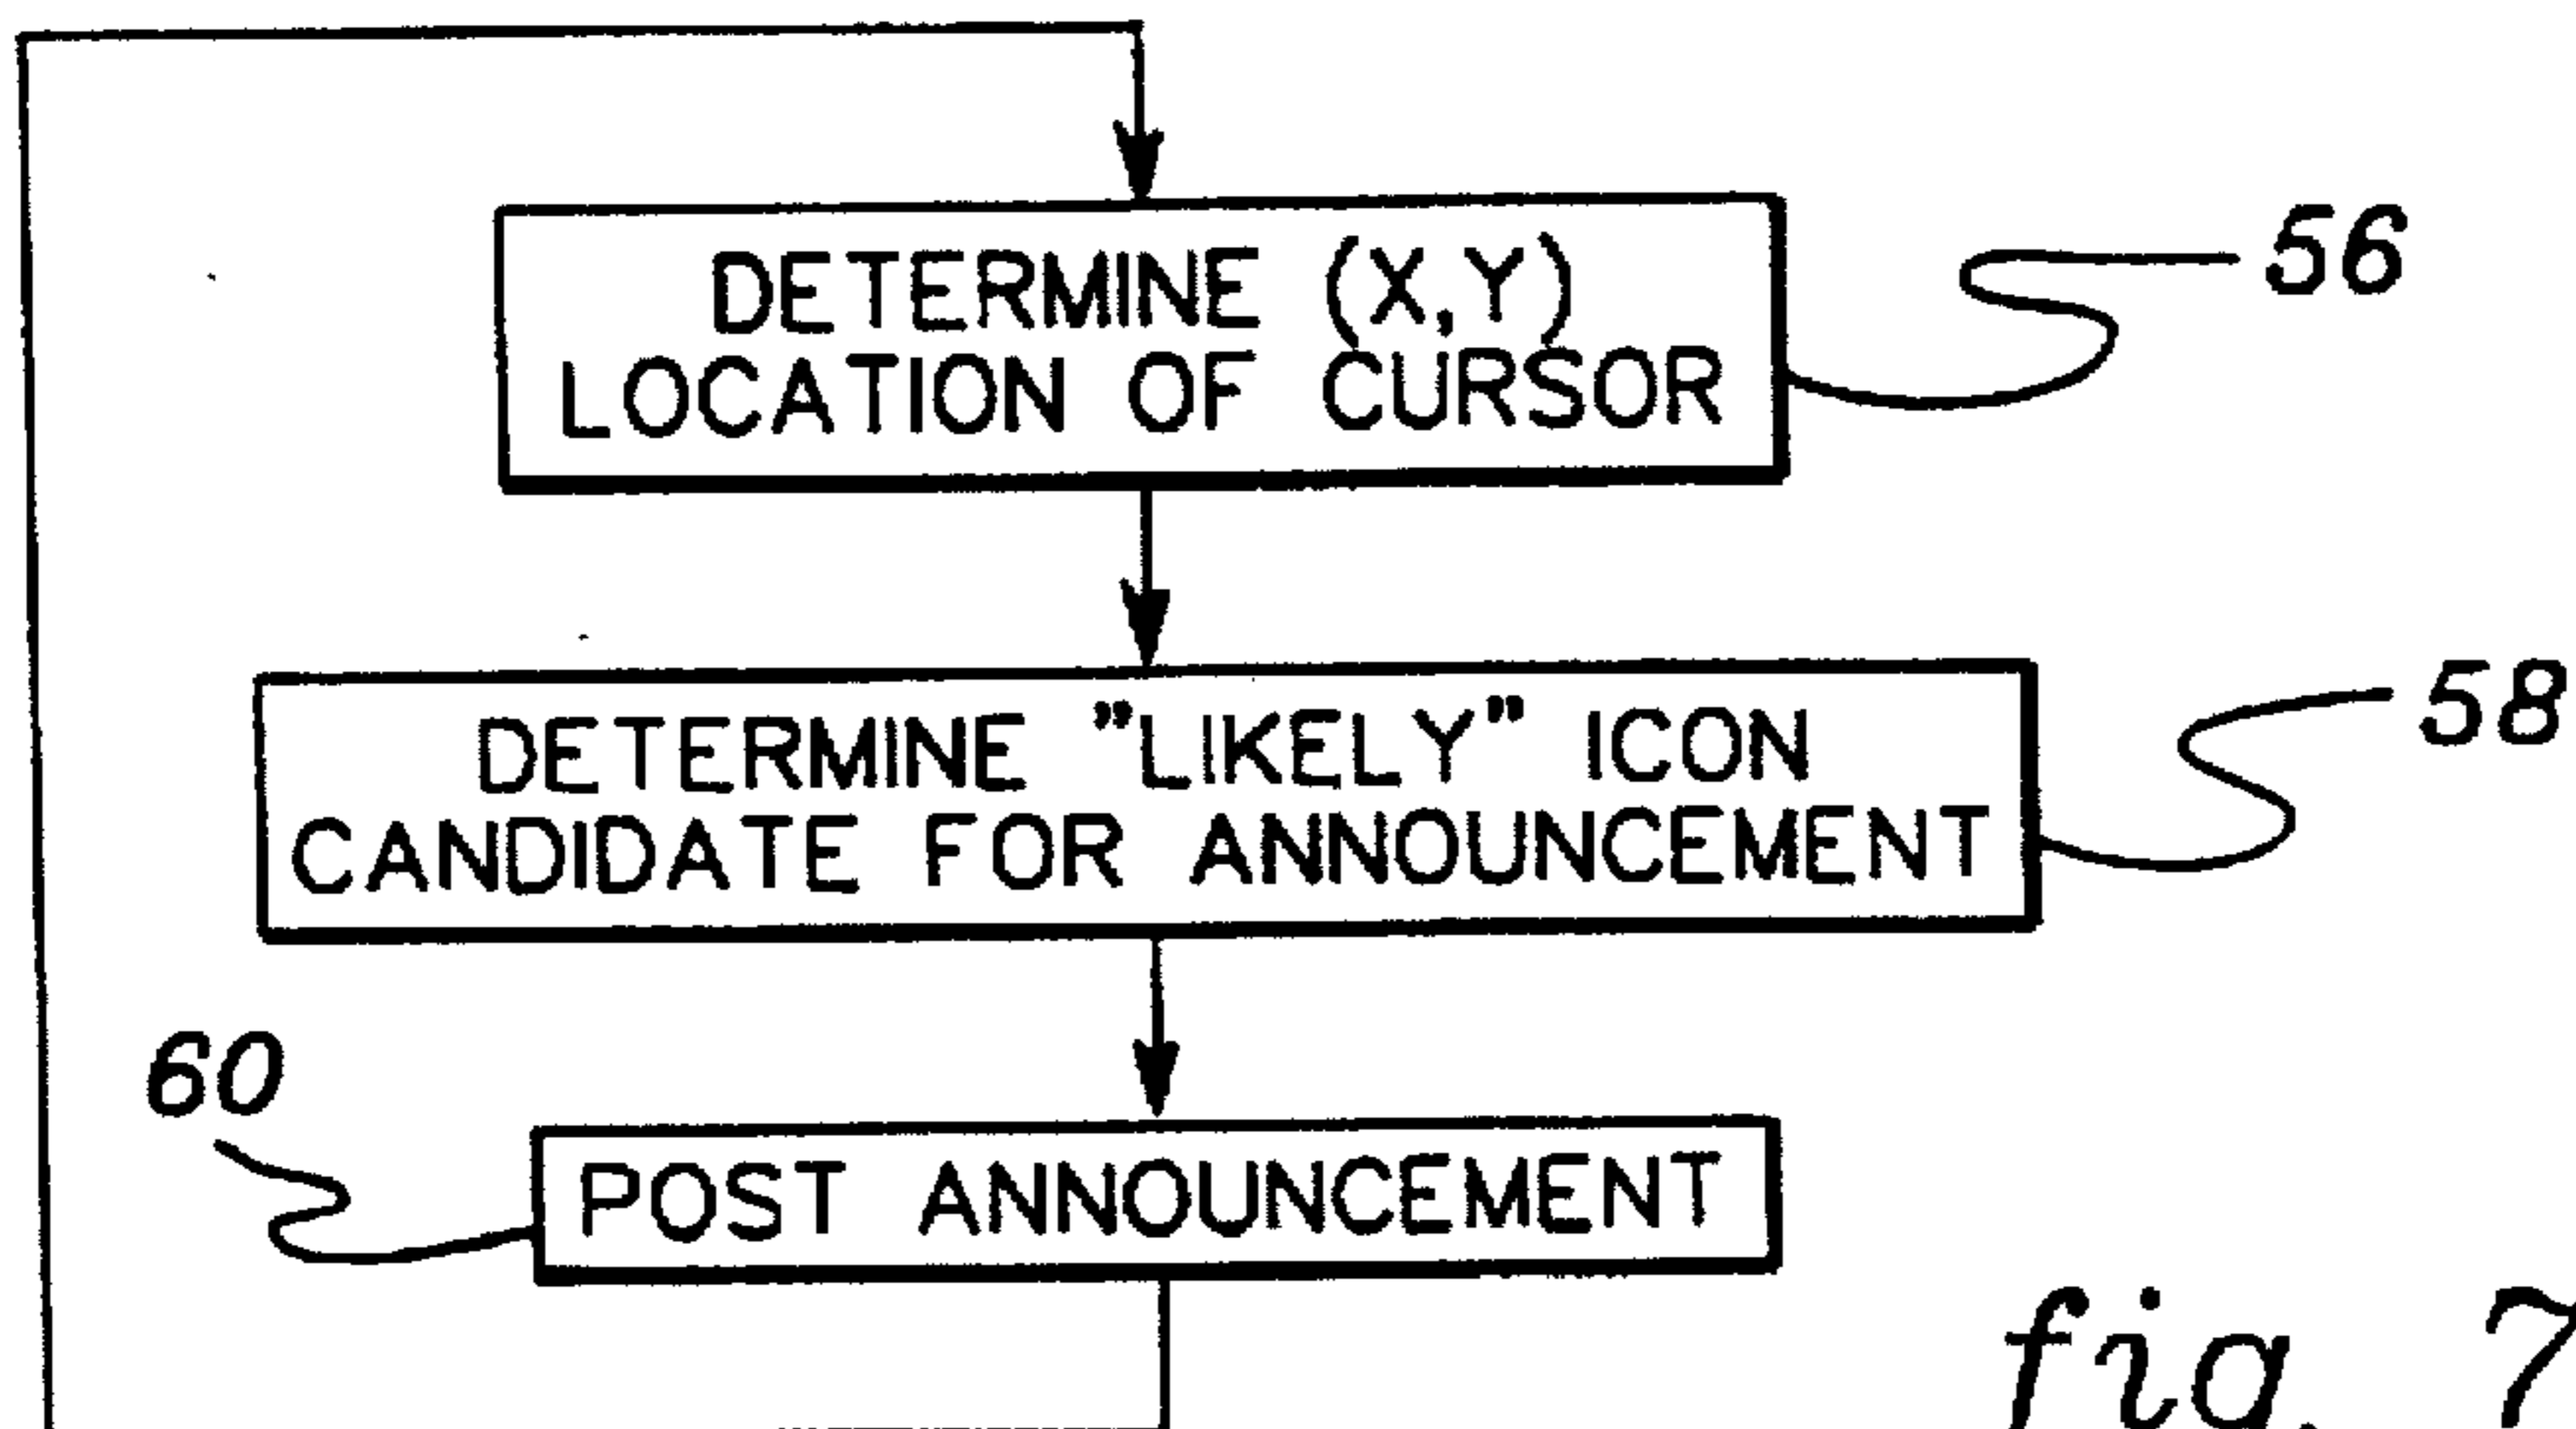 DETERMINE (X,Y)
LOCATION OF CURSOR
56
DETERMINE "LIKELY" ICON
CANDIDATE FOR ANNOUNCEMENT
58
60
POST ANNOUNCEMENT
fig. 7